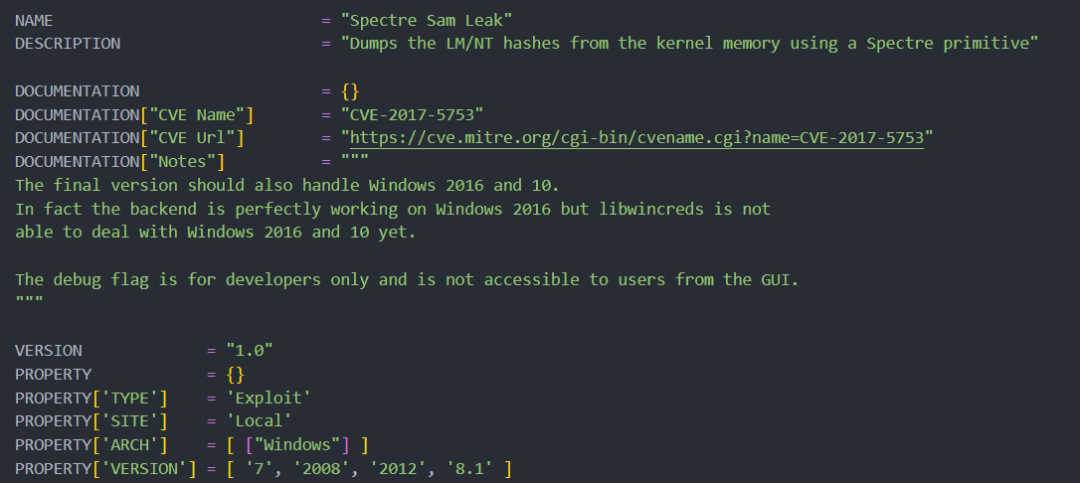 NAME = "Spectre Sam Leak"
DESCRIPTION = "Dumps the LM/NT hashes from the kernel memory using a Spectre primitive"
DOCUMENTATION = {}
DOCUMENTATION["CVE Name"] = "CVE-2017-5753"
DOCUMENTATION["CVE Url"] = "https://cve.mitre.org/cgi-bin/cvename.cgi?name=CVE-2017-5753"
DOCUMENTATION["Notes"] = """
The final version should also handle Windows 2016 and 10.
In fact the backend is perfectly working on Windows 2016 but libwincreds is not
able to deal with Windows 2016 and 10 yet.
The debug flag is for developers only and is not accessible to users from the GUI.
"""
VERSION = "1.0"
PROPERTY = {}
PROPERTY['TYPE'] = 'Exploit'
PROPERTY['SITE'] = 'Local'
PROPERTY['ARCH'] = [ ["Windows"] ]
PROPERTY['VERSION'] = [ '7', '2008', '2012', '8.1' ]